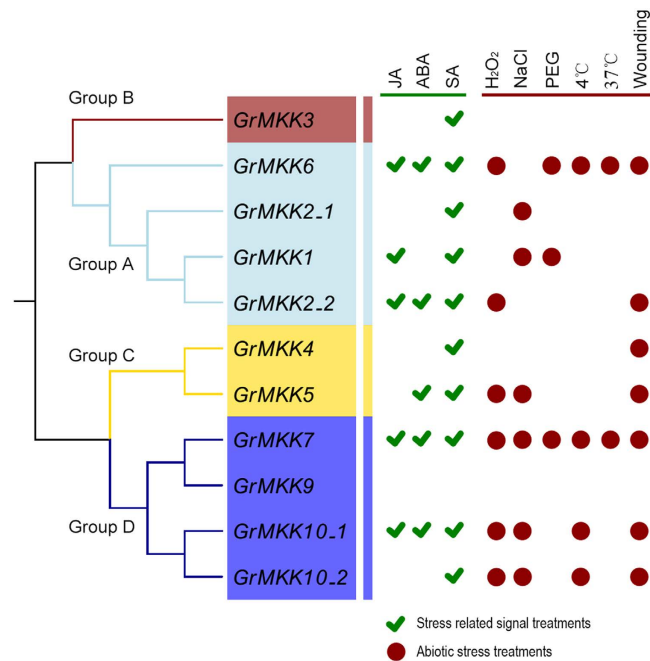 JA ABA SA H₂O₂ NaCl PEG 4℃ 37℃ Wounding
Group B
GrMKK3
GrMKK6
GrMKK2_1
Group A
GrMKK1
GrMKK2_2
Group C
GrMKK4
GrMKK5
GrMKK7
GrMKK9
Group D
GrMKK10_1
GrMKK10_2
Stress related signal treatments
Abiotic stress treatments